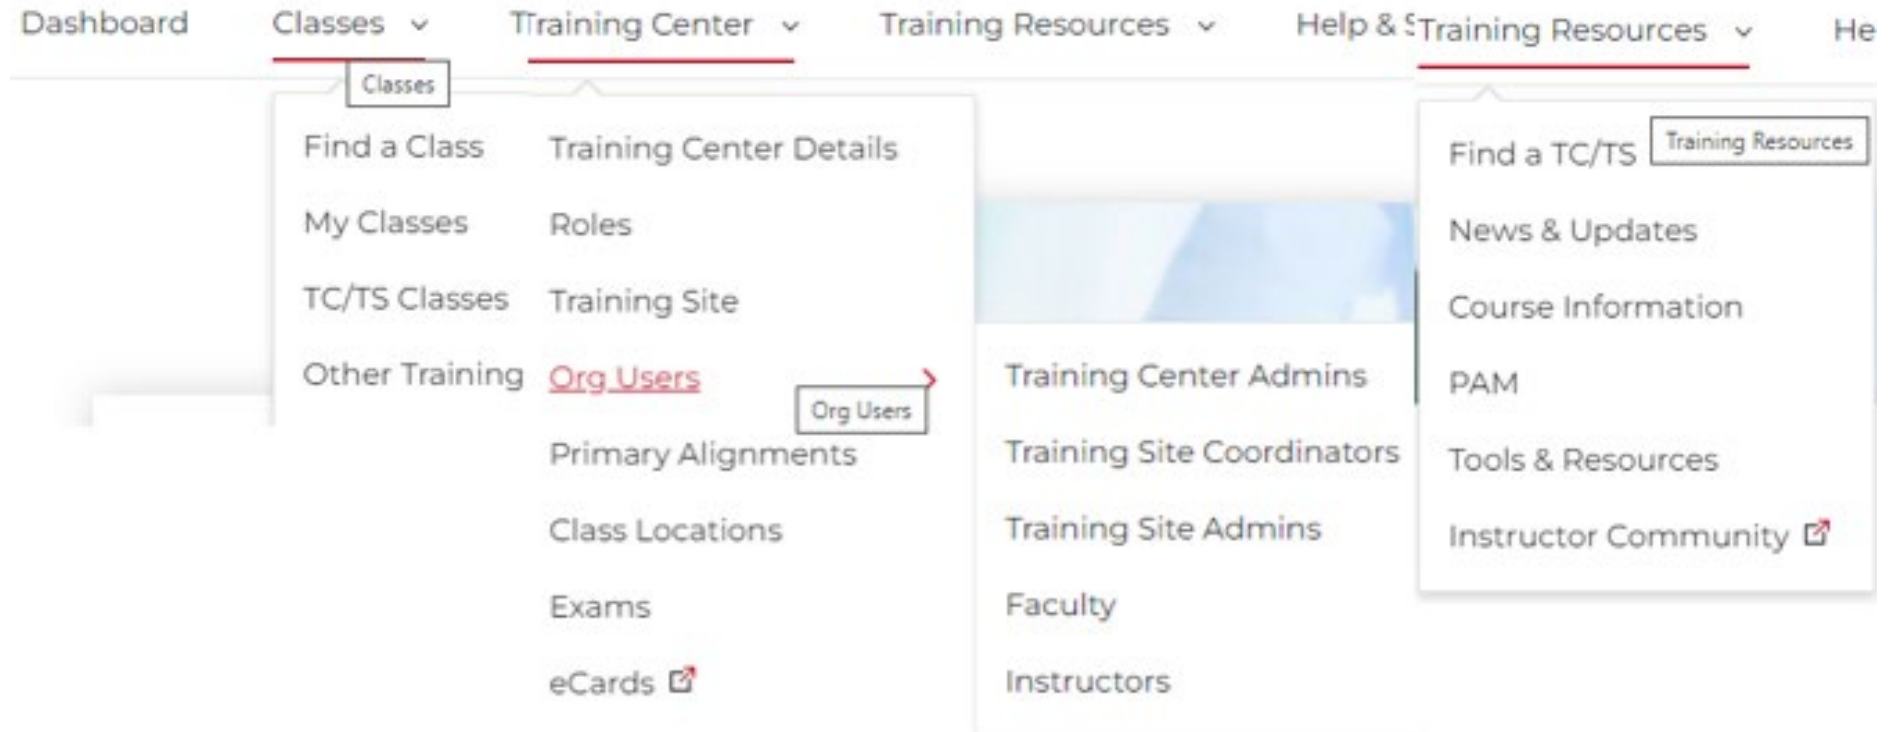 Dashboard
Classes
TTraining Center
Training Resources
Help & S
Training Resources
He
Classes
Find a Class
My Classes
TC/TS Classes
Other Training
Training Center Details
Roles
Training Site
Org Users
Org Users
Primary Alignments
Class Locations
Exams
eCards
Training Center Admins
Training Site Coordinators
Training Site Admins
Faculty
Instructors
Find a TC/TS
Training Resources
News & Updates
Course Information
PAM
Tools & Resources
Instructor Community